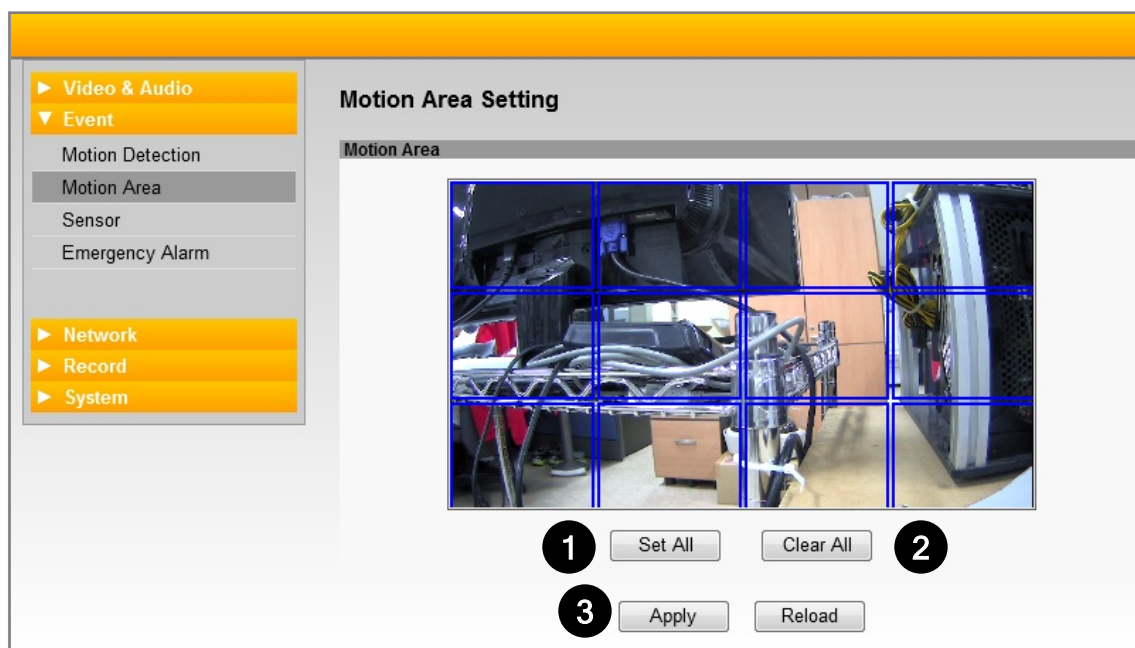 Video & Audio
Event
Motion Detection
Motion Area
Sensor
Emergency Alarm
Network
Record
System
Motion Area Setting
Motion Area
1 Set All Clear All 2
3 Apply Reload